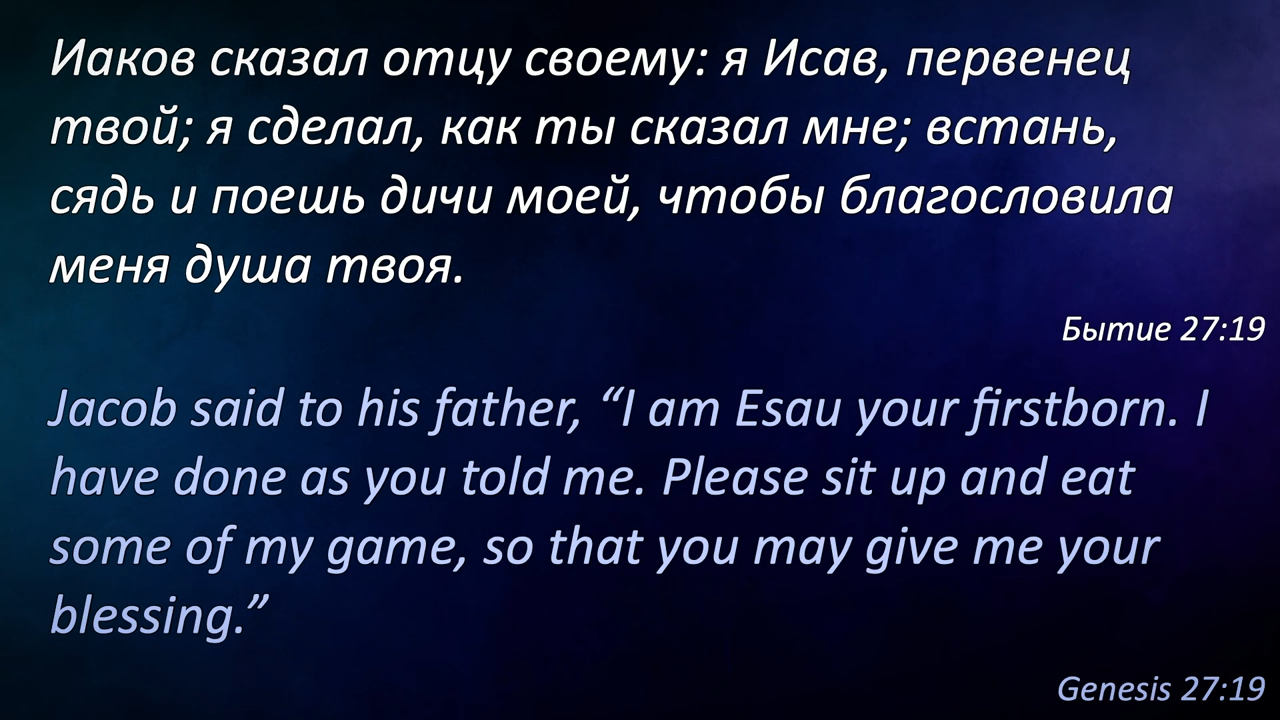 Иаков сказал отцу своему: я Исав, первенец
твой; я сделал, как ты сказал мне; встань,
сядь и поешь дичи моей, чтобы благословила
меня душа твоя.
Бытие 27:19
Jacob said to his father, “I am Esau your firstborn. I
have done as you told me. Please sit up and eat
some of my game, so that you may give me your
blessing.”
Genesis 27:19